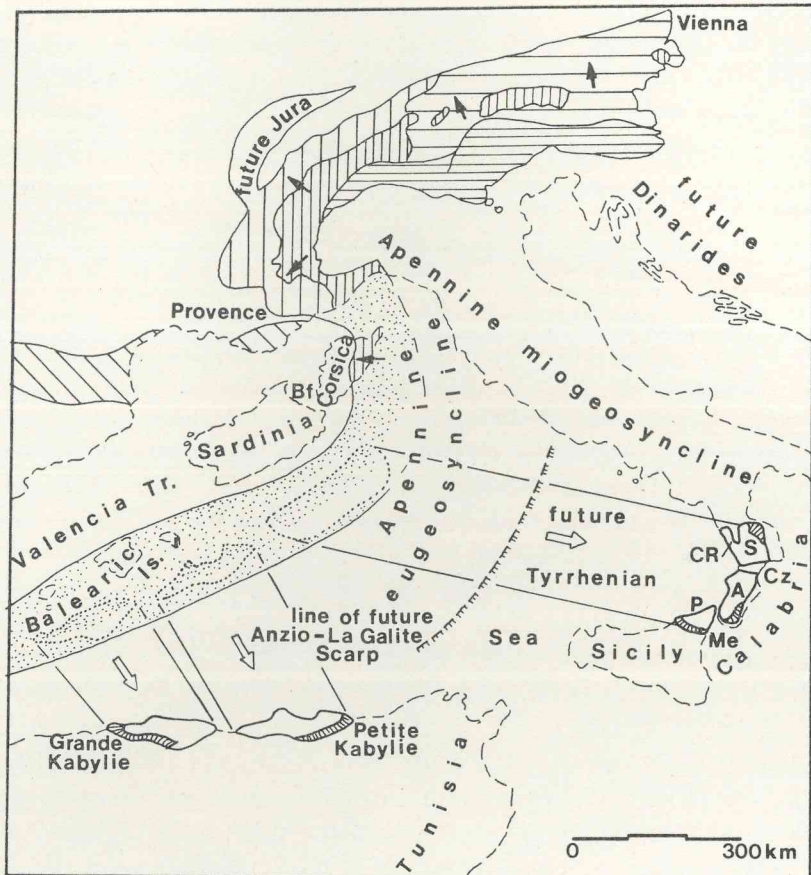 Vienna
future Jura
future
Dinarides
Apennine miogeosyncline
Provence
Corsica
Bf.
Sardinia
Apennine
eugeosyncline
Valencia Tr.
Balearic
Is.
future
Tyrrhenian
Sea
CR
S
Cz
A
P
Me
Calabria
Sicily
line of future
Anzio-La Galite
Scarp
Grande
Kabylie
Petite
Kabylie
Tunisia
0 300km